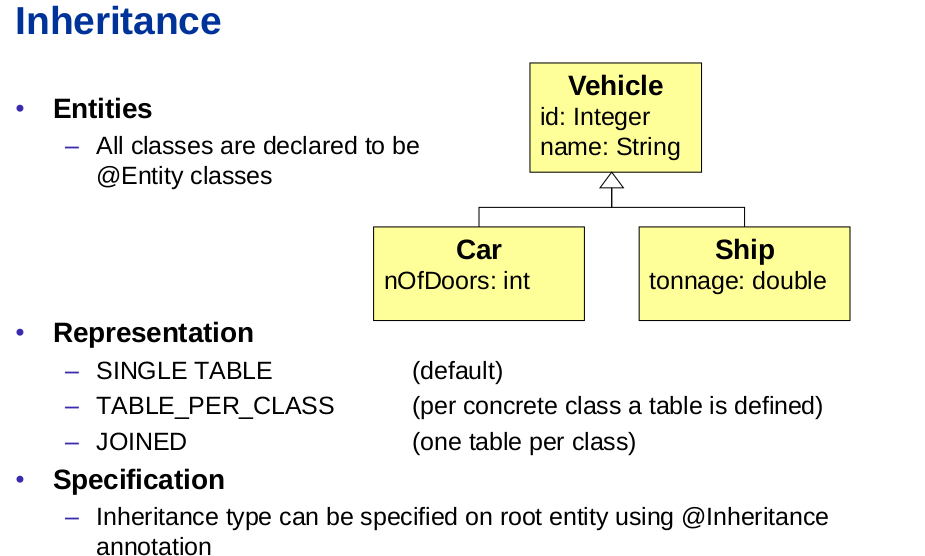 Inheritance
• Entities
– All classes are declared to be
@Entity classes
Vehicle
id: Integer
name: String
Car
nOfDoors: int
Ship
tonnage: double
• Representation
– SINGLE TABLE (default)
– TABLE_PER_CLASS (per concrete class a table is defined)
– JOINED (one table per class)
• Specification
– Inheritance type can be specified on root entity using @Inheritance
annotation